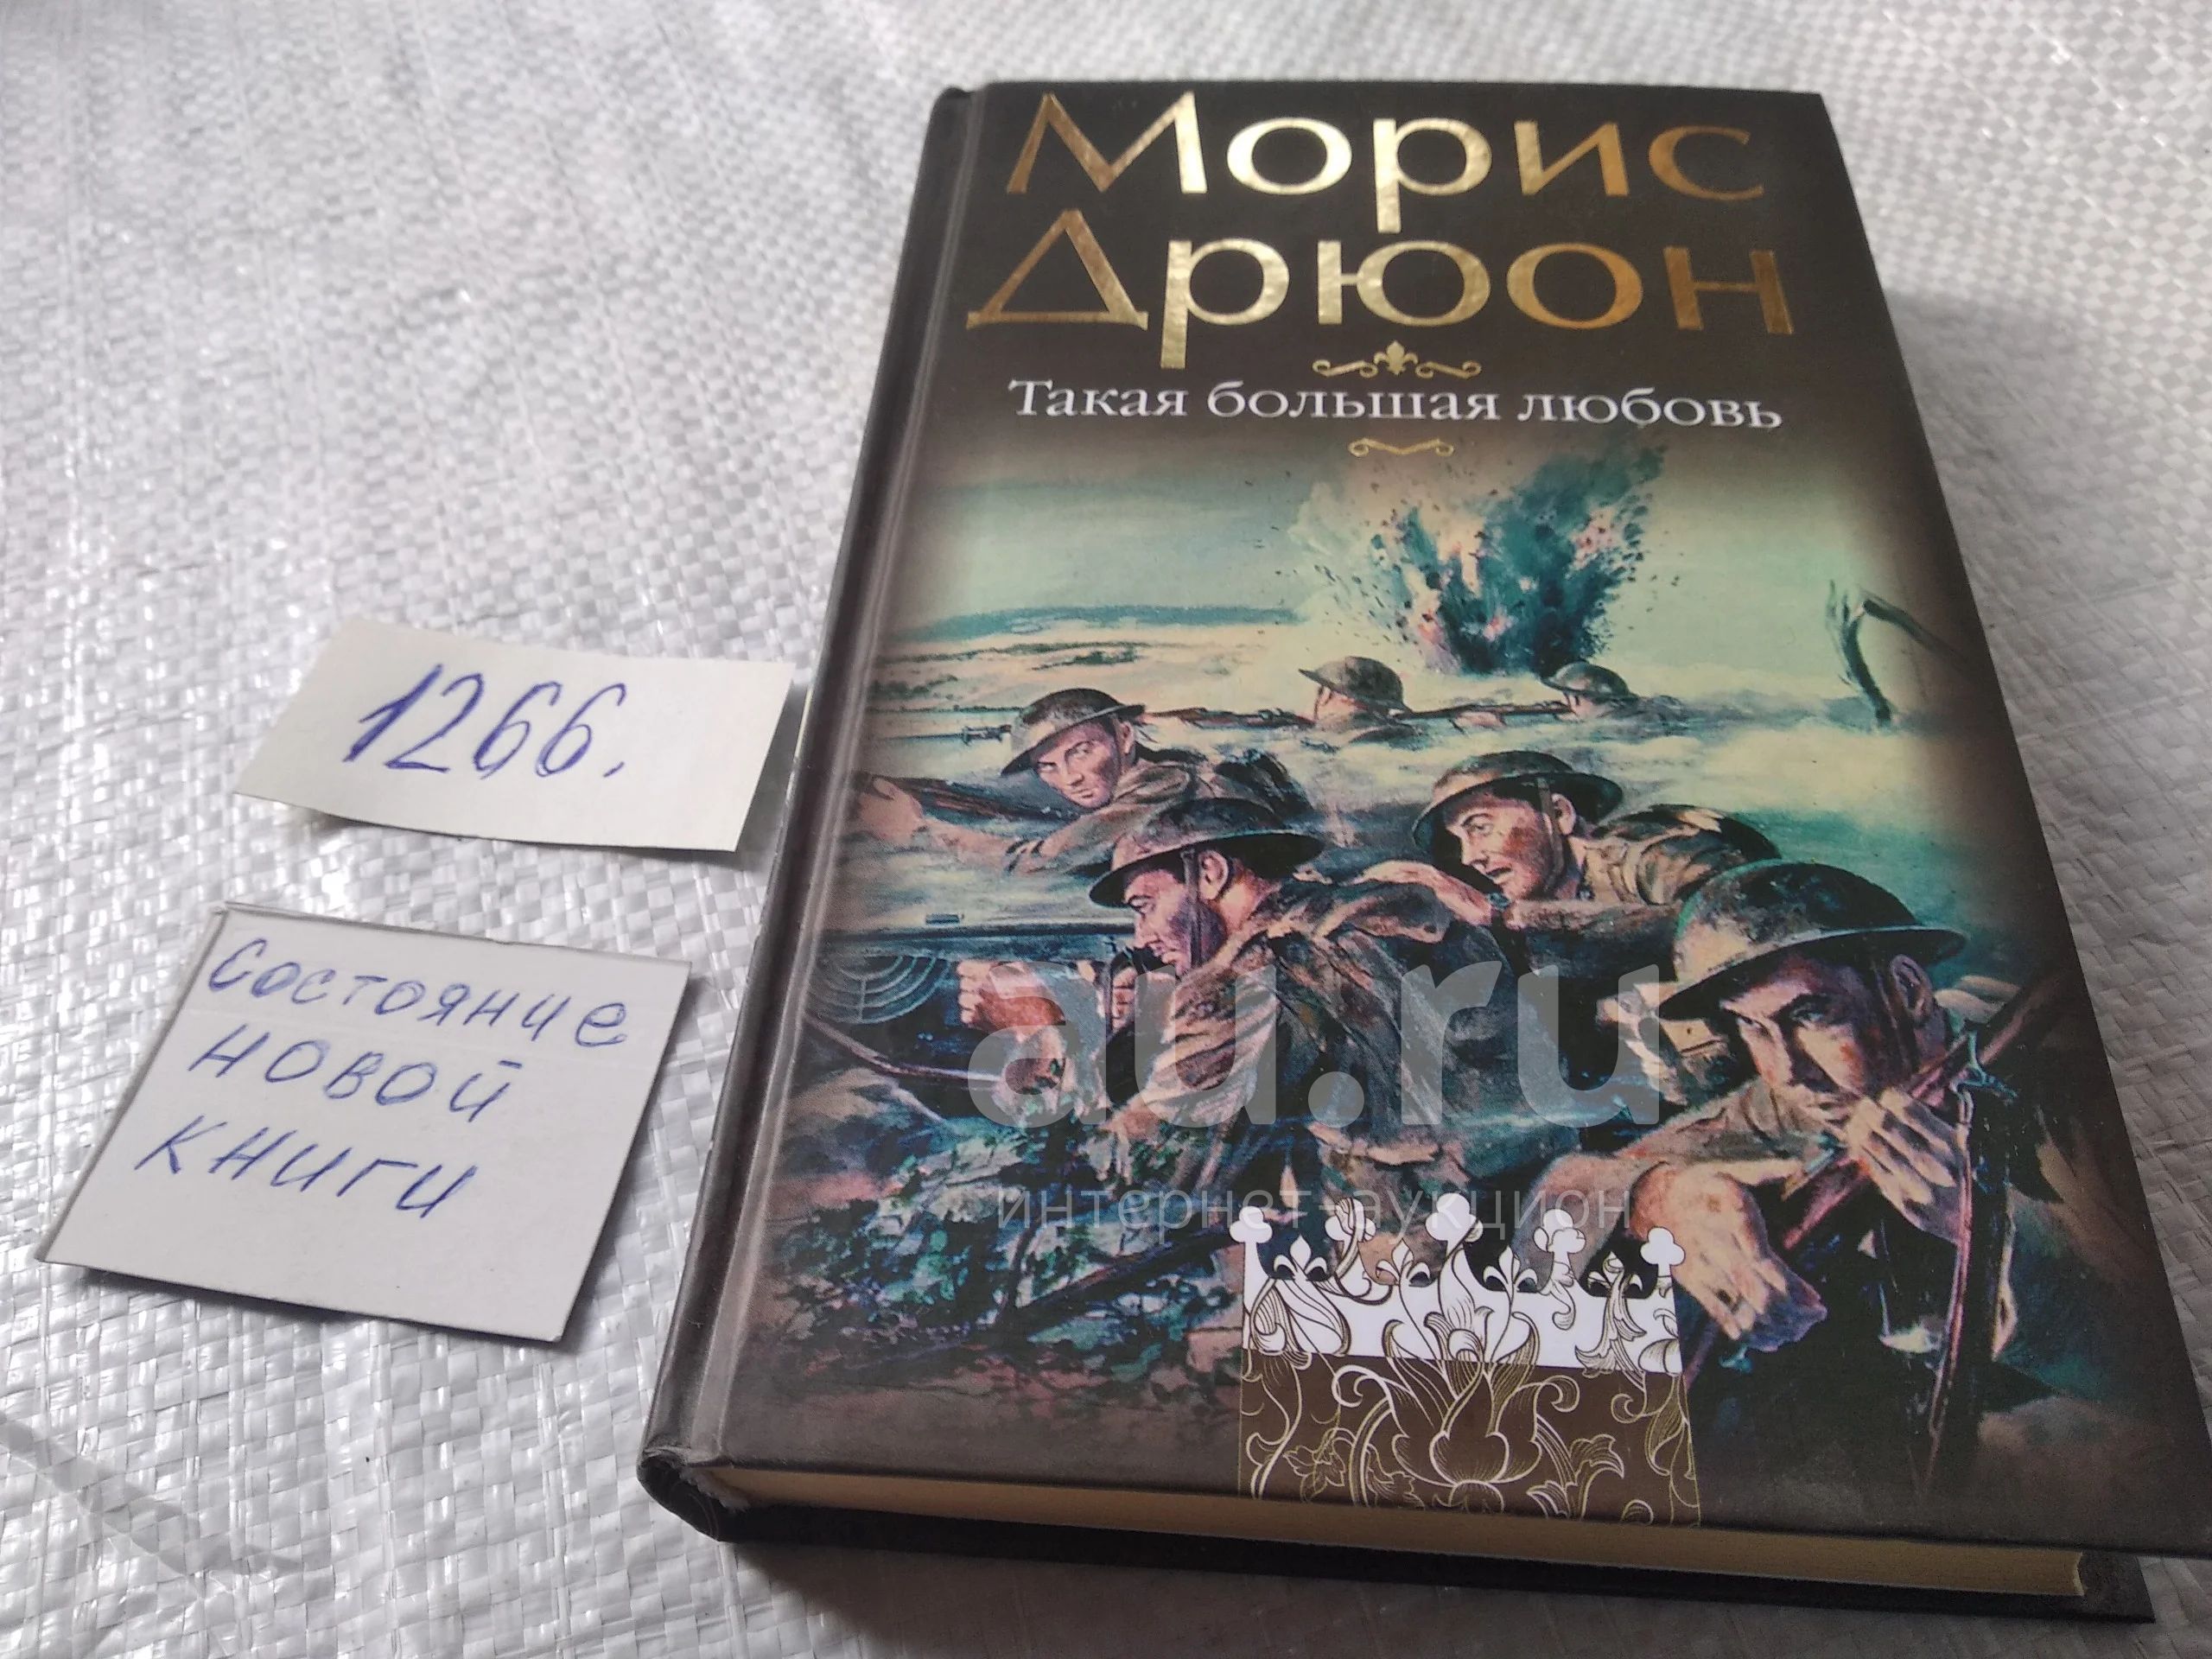 Морис
Дрюон
Такая большая любовь
1266.
Состояние
новой
книги
au.ru
интернет-аукцион